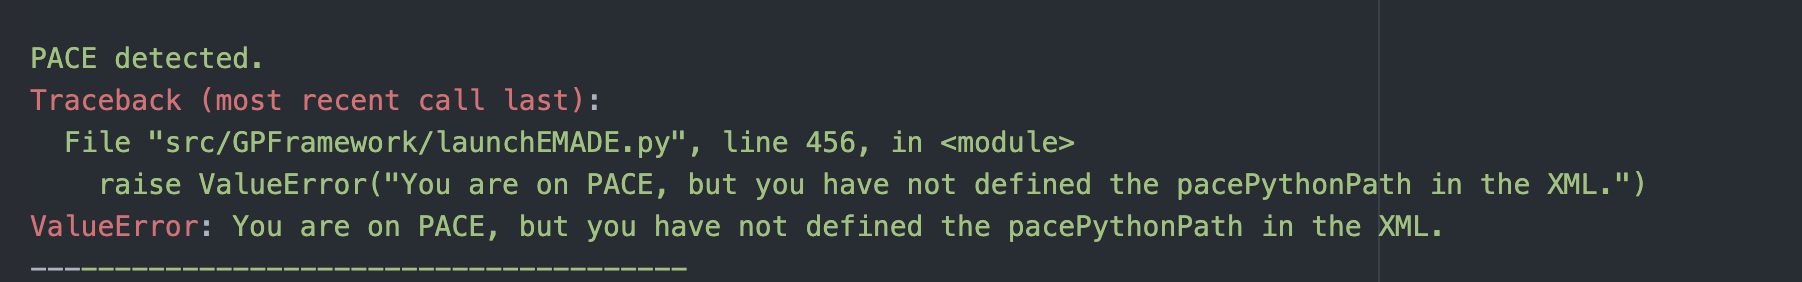 PACE detected.
Traceback (most recent call last):
  File "src/GPFramework/launchEMADE.py", line 456, in <module>
    raise ValueError("You are on PACE, but you have not defined the pacePythonPath in the XML.")
ValueError: You are on PACE, but you have not defined the pacePythonPath in the XML.
---------------------------------------